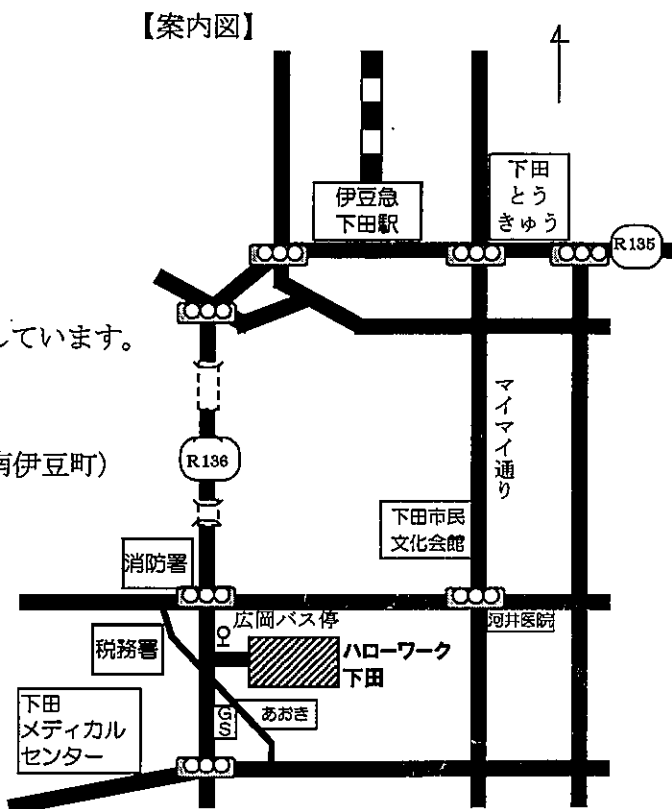 【案内図】
4
伊豆急
下田駅
下田
とう
きゅう
R135
しています。
マイマイ通り
南伊豆町）
R136
下田市民
文化会館
消防署
広岡バス停
河井医院
税務署
ハローワーク
下田
下田
メディカル
センター
GS
あおき